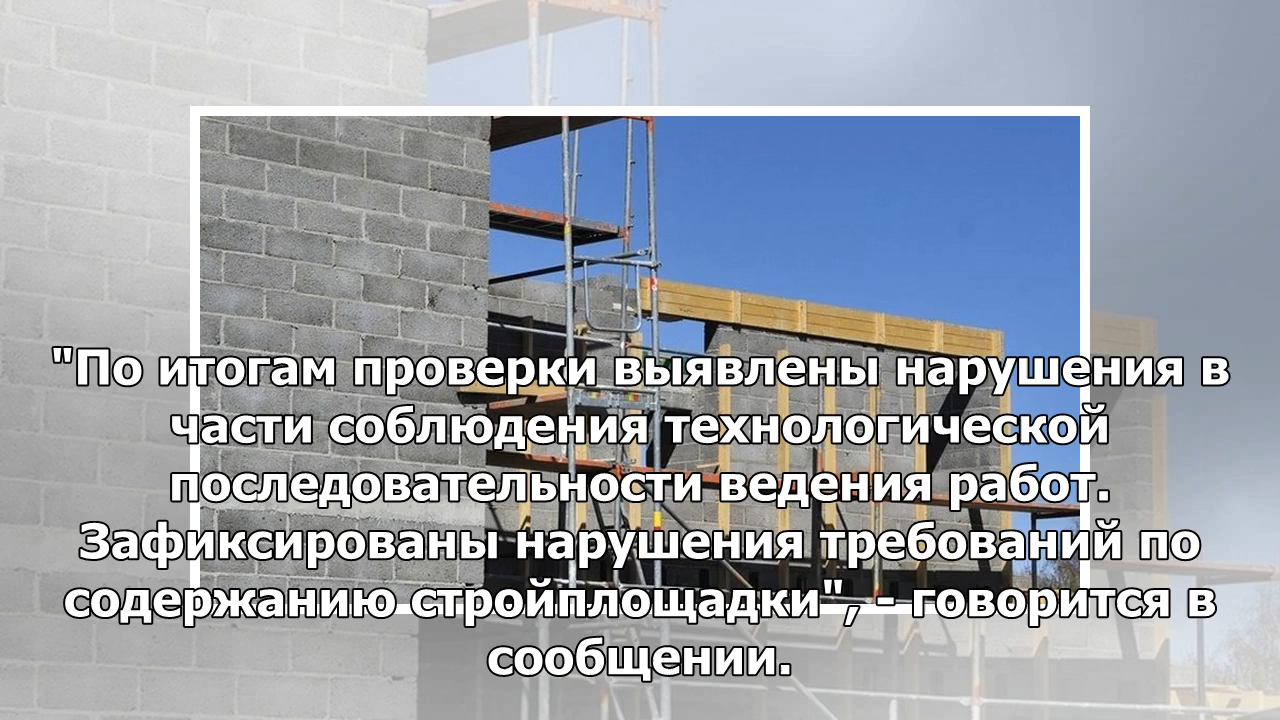 "По итогам проверки выявлены нарушения в
части соблюдения технологической
последовательности ведения работ.
Зафиксированы нарушения требований по
содержанию стройплощадки", - говорится в
сообщении.